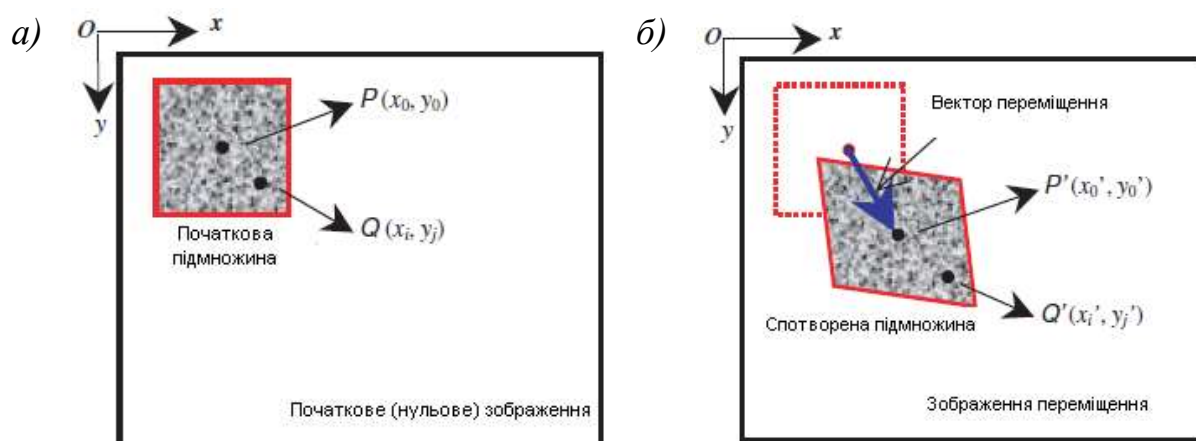 а)
O x
y
P (x₀, y₀)
Q (xᵢ, yⱼ)
Початкова
підмножина
Початкове (нульове) зображення
б)
O x
y
Вектор переміщення
P’(x₀’, y₀’)
Q’(xᵢ’, yⱼ’)
Спотворена підмножина
Зображення переміщення